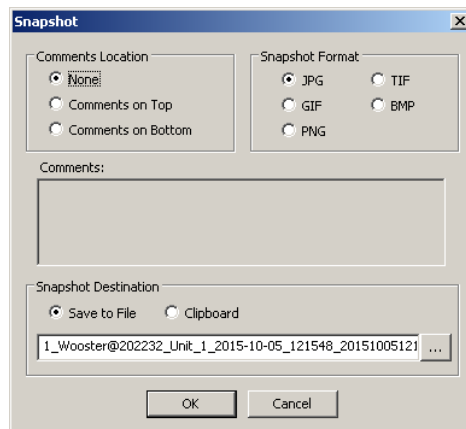 Snapshot
Comments Location
None
Comments on Top
Comments on Bottom
Snapshot Format
JPG
TIF
GIF
BMP
PNG
Comments:
Snapshot Destination
Save to File
Clipboard
1_Wooster@202232_Unit_1_2015-10-05_121548_20151005121
...
OK
Cancel